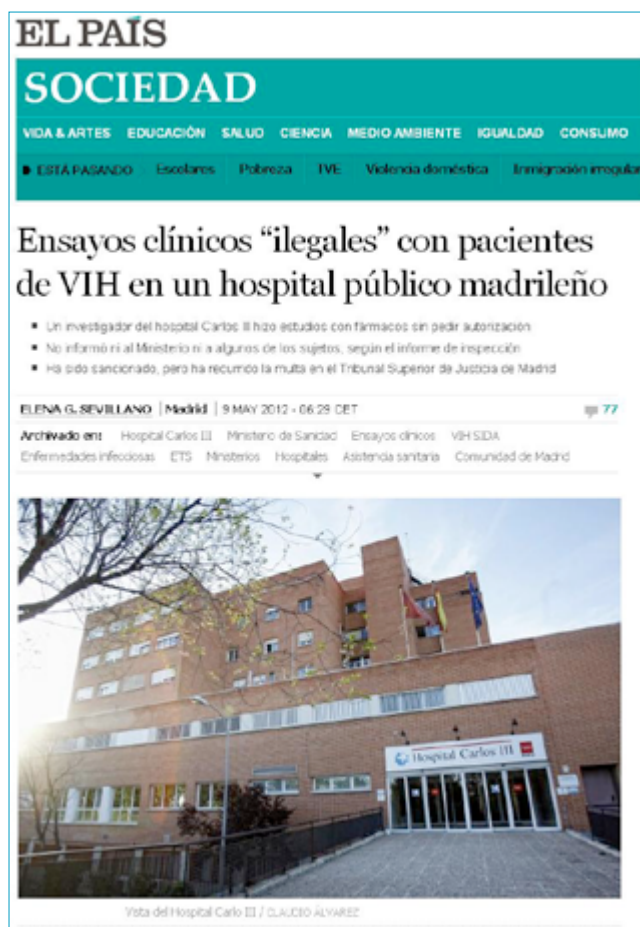 EL PAÍS
SOCIEDAD
VIDA & ARTES EDUCACIÓN SALUD CIENCIA MEDIO AMBIENTE IGUALDAD CONSUMO
ESTÁ PASANDO Escolares Pobreza TVE Violencia doméstica Inmigración irregular
Ensayos clínicos “ilegales” con pacientes
de VIH en un hospital público madrileño
▪ Un investigador del hospital Carlos III hizo estudios con fármacos sin pedir autorización
▪ No informó ni al Ministerio ni a algunos de los sujetos, según el informe de inspección
▪ Ha sido sancionado, pero ha recurrido la multa en el Tribunal Superior de Justicia de Madrid
ELENA G. SEVILLANO | Madrid | 9 MAY 2012 - 06:29 CET 77
Archivado en: Hospital Carlos III Ministerio de Sanidad Ensayos clínicos VIH SIDA
Enfermedades infecciosas ETS Ministerios Hospitales Asistencia sanitaria Comunidad de Madrid
Hospital Carlos III
Vista del Hospital Carlo III / CLAUDIO ÁLVAREZ